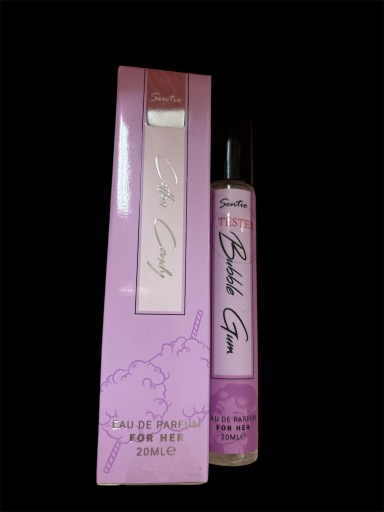 Sentio
Cotton Candy
EAU DE PARFUM
FOR HER
20ML℮
Sentio
TESTER
Bubble Gum
EAU DE PARFUM
FOR HER
20ML℮